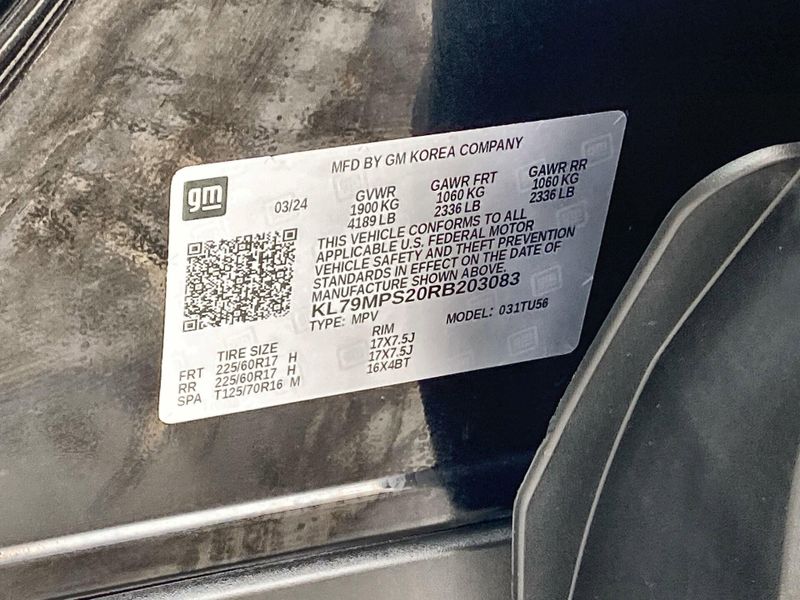 MFD BY GM KOREA COMPANY
gm
03/24
GVWR GAWR FRT GAWR RR
1900 KG 1060 KG 1060 KG
4189 LB 2336 LB 2336 LB
THIS VEHICLE CONFORMS TO ALL
APPLICABLE U.S. FEDERAL MOTOR
VEHICLE SAFETY AND THEFT PREVENTION
STANDARDS IN EFFECT ON THE DATE OF
MANUFACTURE SHOWN ABOVE.
KL79MPS20RB203083
TYPE: MPV MODEL: 031TU56
TIRE SIZE RIM
FRT 225/60R17 H 17X7.5J
RR 225/60R17 H 17X7.5J
SPA T125/70R16 M 16X4BT